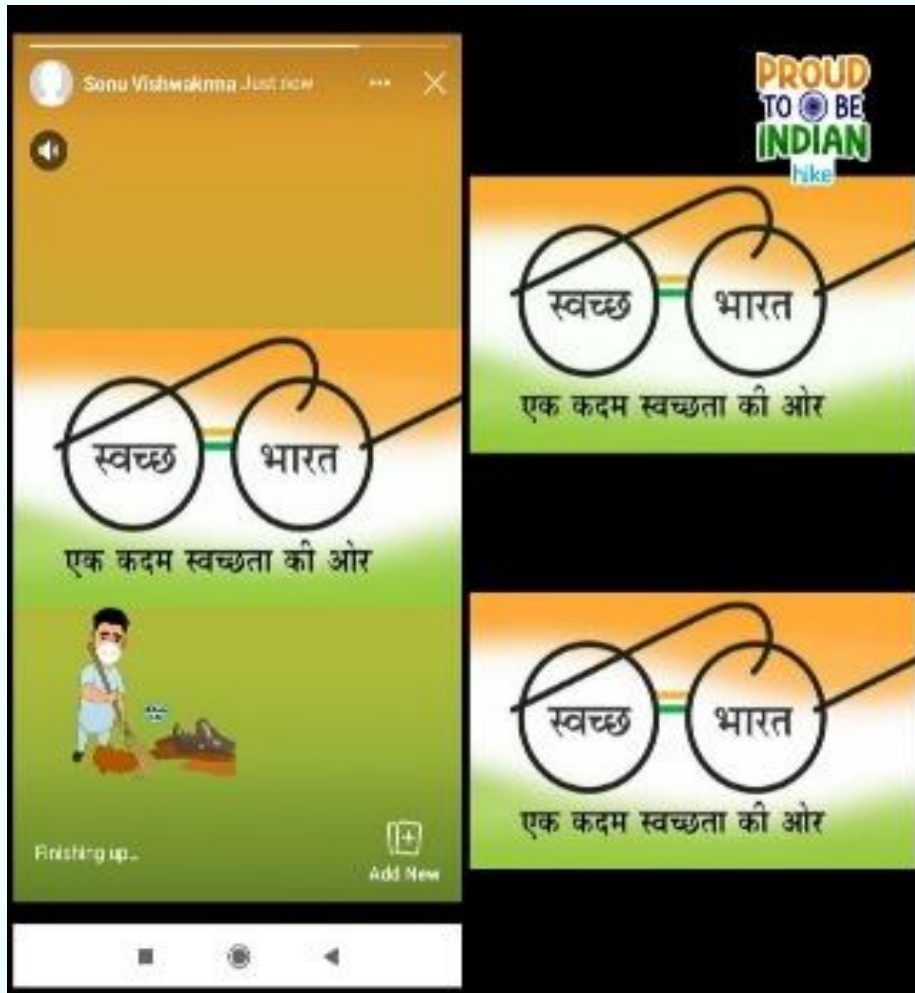 Sonu Vishwakrma Just now
स्वच्छ
भारत
एक कदम स्वच्छता की ओर
Finishing up...
Add New
PROUD
TO BE
INDIAN
hike
स्वच्छ
भारत
एक कदम स्वच्छता की ओर
स्वच्छ
भारत
एक कदम स्वच्छता की ओर